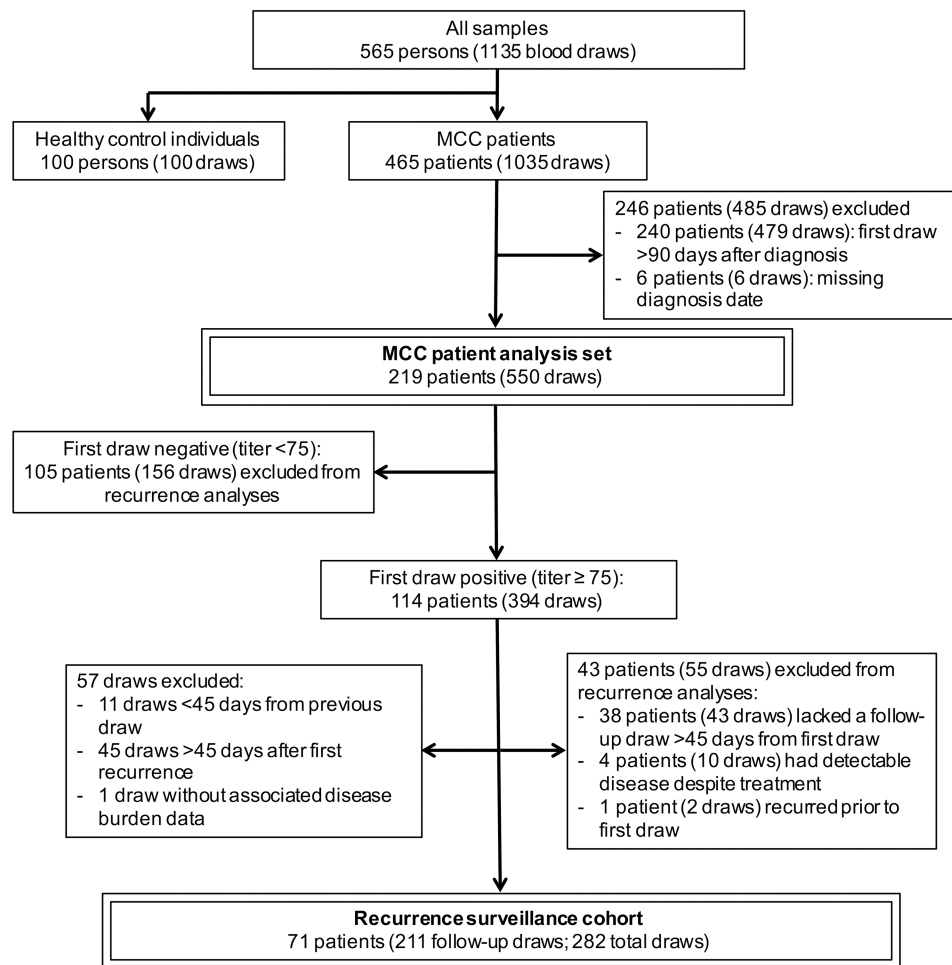 All samples
565 persons (1135 blood draws)
Healthy control individuals
100 persons (100 draws)
MCC patients
465 patients (1035 draws)
246 patients (485 draws) excluded
- 240 patients (479 draws): first draw
>90 days after diagnosis
- 6 patients (6 draws): missing
diagnosis date
MCC patient analysis set
219 patients (550 draws)
First draw negative (titer <75):
105 patients (156 draws) excluded from
recurrence analyses
First draw positive (titer ≥ 75):
114 patients (394 draws)
57 draws excluded:
- 11 draws <45 days from previous
draw
- 45 draws >45 days after first
recurrence
- 1 draw without associated disease
burden data
43 patients (55 draws) excluded from
recurrence analyses:
- 38 patients (43 draws) lacked a follow-
up draw >45 days from first draw
- 4 patients (10 draws) had detectable
disease despite treatment
- 1 patient (2 draws) recurred prior to
first draw
Recurrence surveillance cohort
71 patients (211 follow-up draws; 282 total draws)